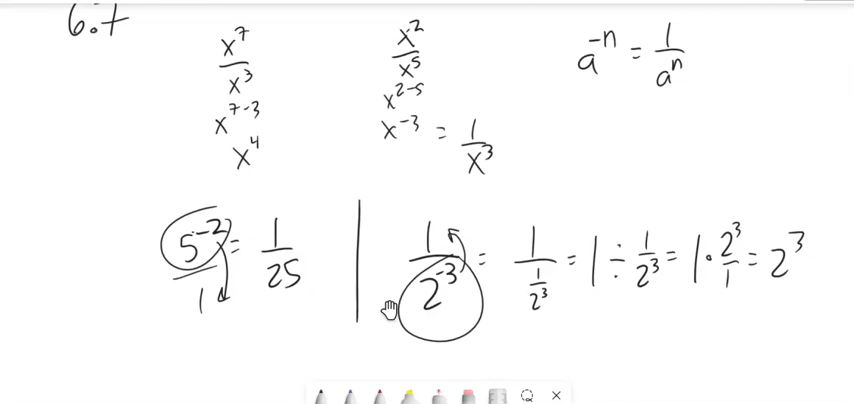 6.7
x^7/x^3
x^{7-3}
x^4
x^2/x^5
x^{2-5}
x^{-3} = 1/x^3
a^{-n} = 1/a^n
5^{-2}/1 = 1/25
1/2^{-3} = 1/(1/2^3) = 1 ÷ 1/2^3 = 1 · 2^3/1 = 2^3